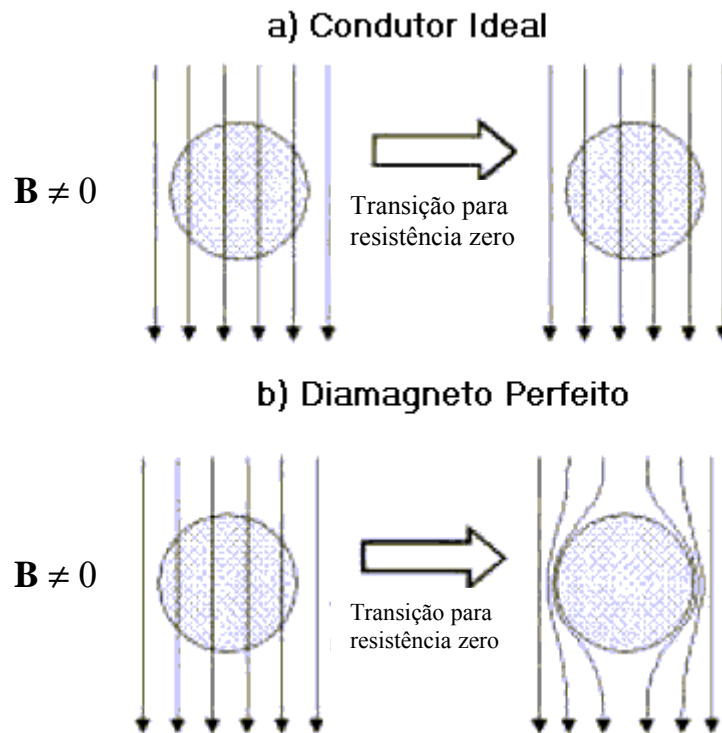 a) Condutor Ideal
B ≠ 0
Transição para
resistência zero
b) Diamagneto Perfeito
B ≠ 0
Transição para
resistência zero